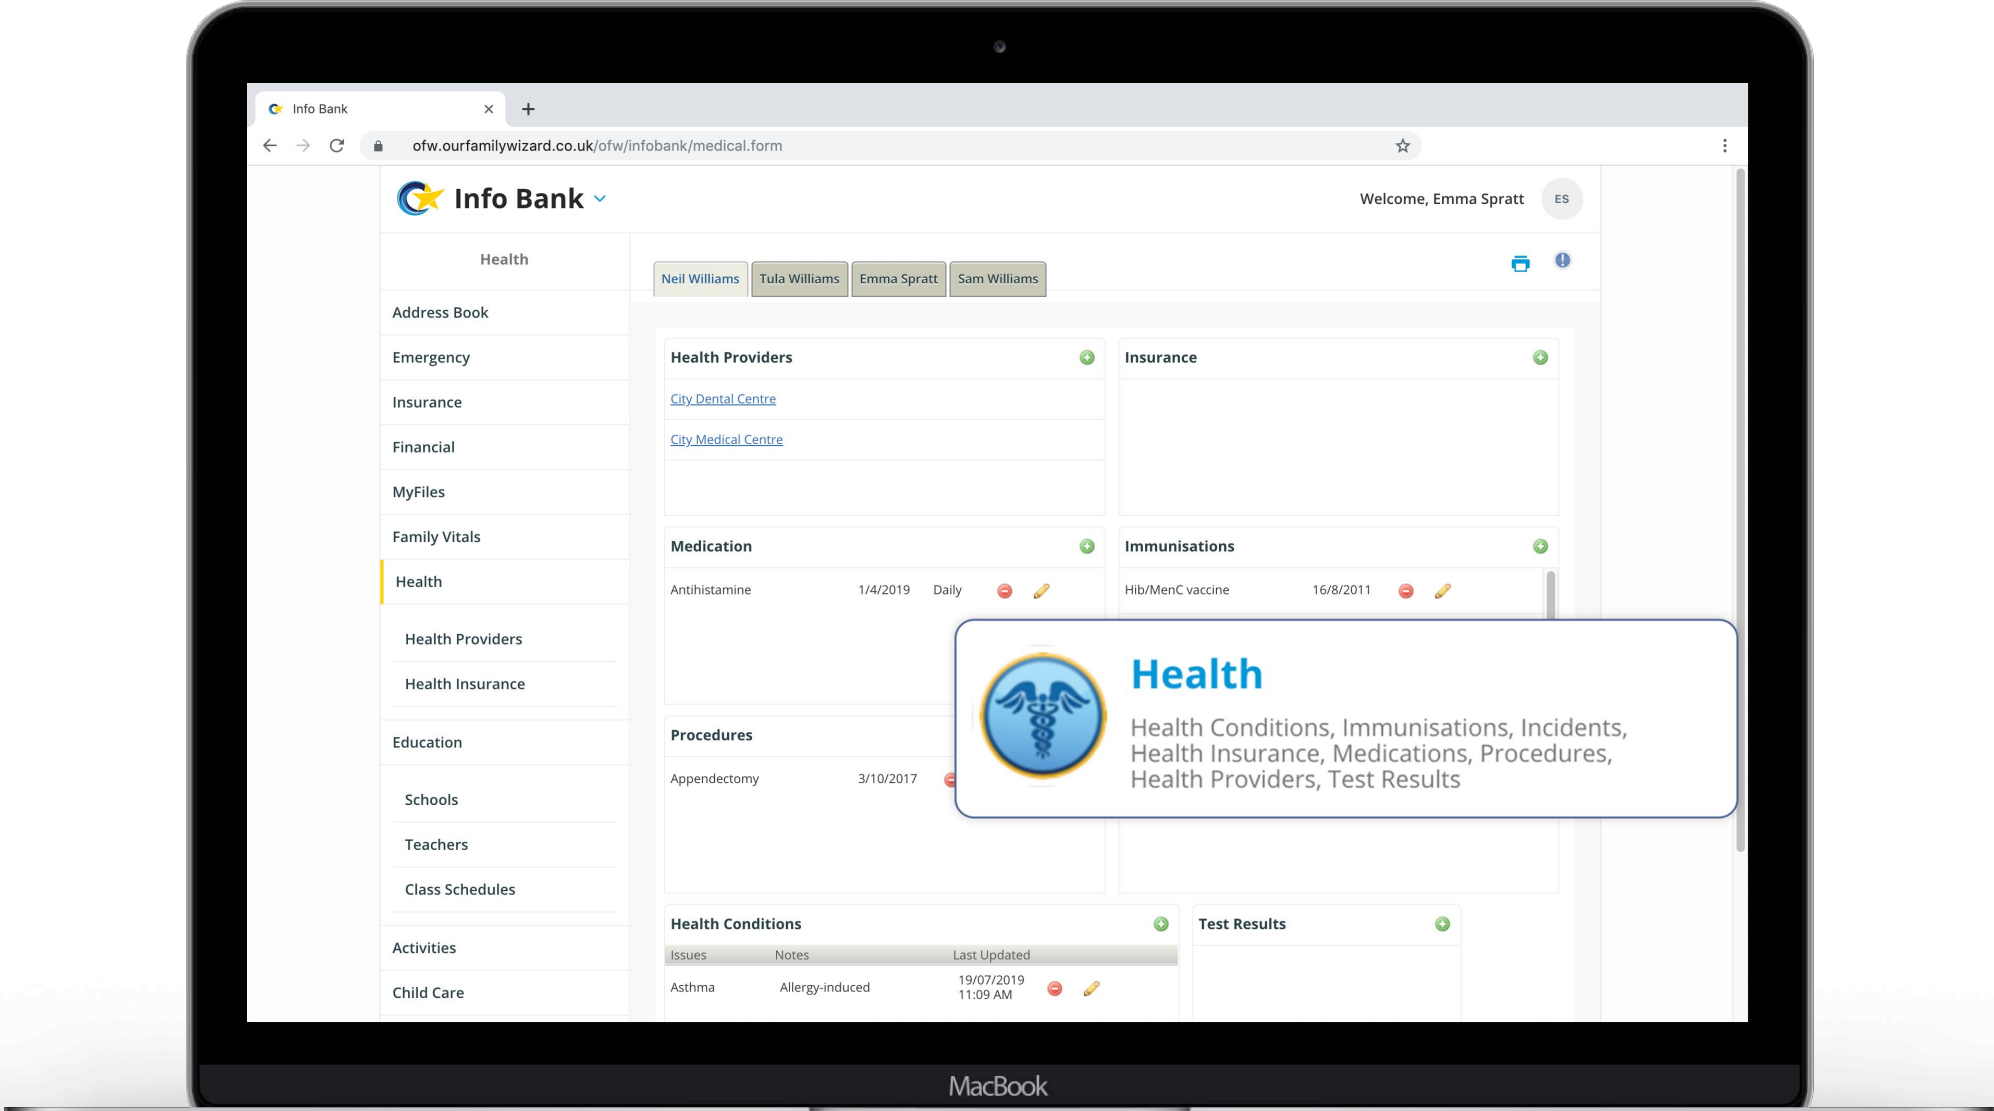 Info Bank
ofw.ourfamilywizard.co.uk/ofw/infobank/medical.form
Info Bank
Welcome, Emma Spratt
ES
Health
Neil Williams
Tula Williams
Emma Spratt
Sam Williams
Address Book
Emergency
Insurance
Financial
MyFiles
Family Vitals
Health
Health Providers
Health Insurance
Education
Schools
Teachers
Class Schedules
Activities
Child Care
Health Providers
City Dental Centre
City Medical Centre
Insurance
Medication
Antihistamine 1/4/2019 Daily
Immunisations
Hib/MenC vaccine 16/8/2011
Procedures
Appendectomy 3/10/2017
Health
Health Conditions, Immunisations, Incidents,
Health Insurance, Medications, Procedures,
Health Providers, Test Results
Health Conditions
Issues Notes Last Updated
Asthma Allergy-induced 19/07/2019
11:09 AM
Test Results
MacBook